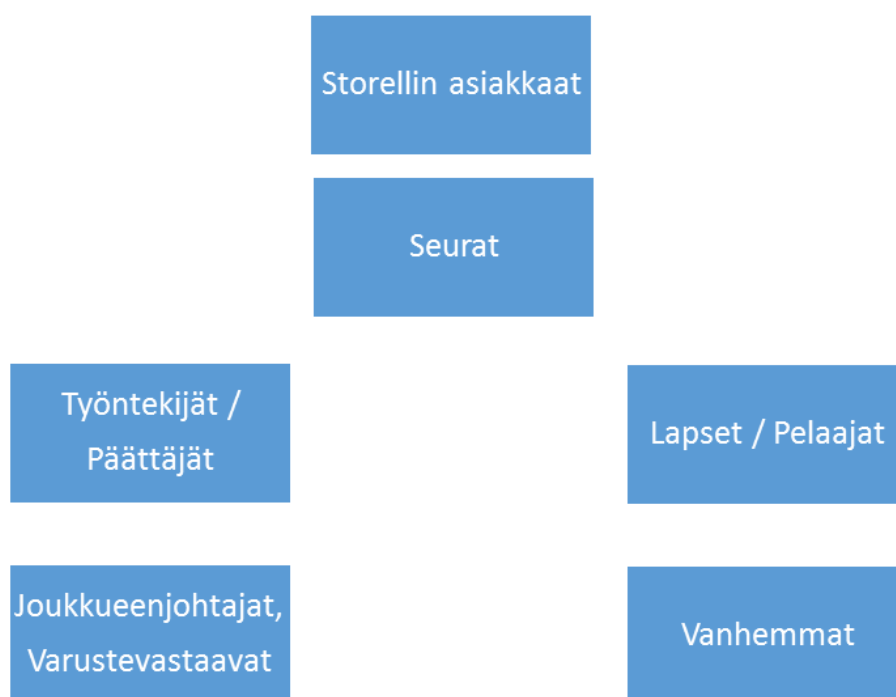 Storellin asiakkaat
Seurat
Työntekijät /
Päättäjät
Lapset / Pelaajat
Joukkueenjohtajat,
Varustevastaavat
Vanhemmat